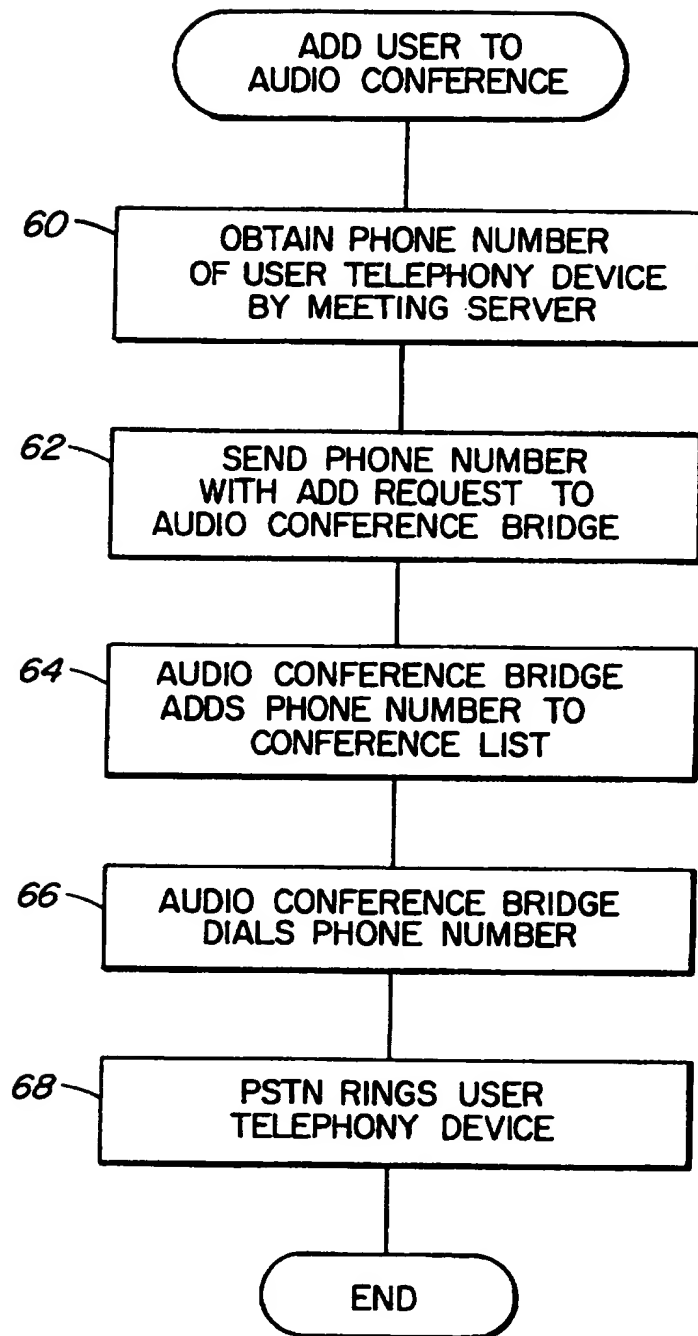 ADD USER TO
AUDIO CONFERENCE
60
OBTAIN PHONE NUMBER
OF USER TELEPHONY DEVICE
BY MEETING SERVER
62
SEND PHONE NUMBER
WITH ADD REQUEST TO
AUDIO CONFERENCE BRIDGE
64
AUDIO CONFERENCE BRIDGE
ADDS PHONE NUMBER TO
CONFERENCE LIST
66
AUDIO CONFERENCE BRIDGE
DIALS PHONE NUMBER
68
PSTN RINGS USER
TELEPHONY DEVICE
END